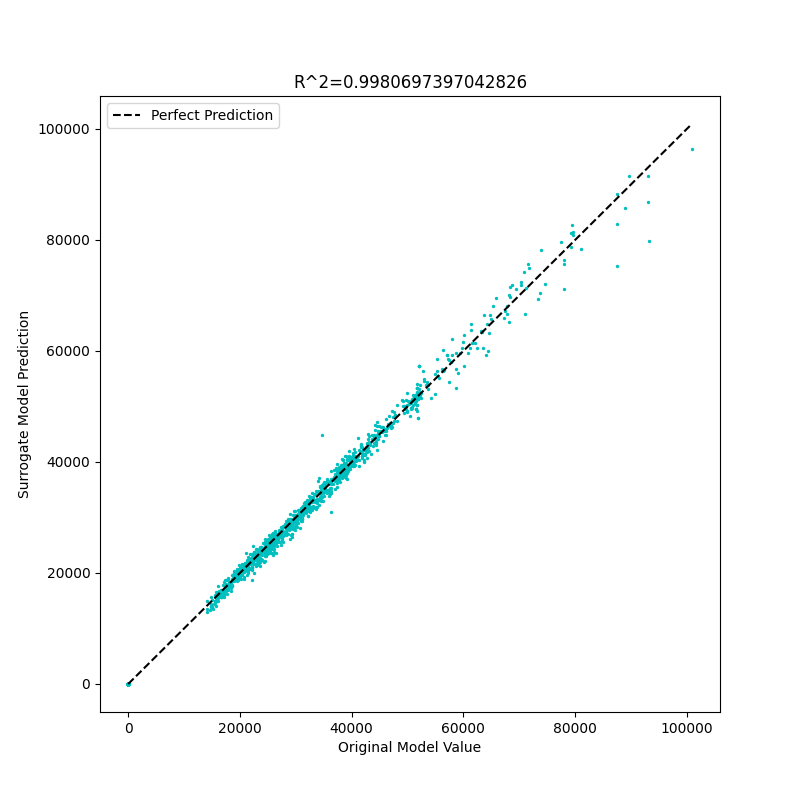 R^2=0.9980697397042826
Perfect Prediction
100000
80000
60000
40000
20000
0
Surrogate Model Prediction
0 20000 40000 60000 80000 100000
Original Model Value